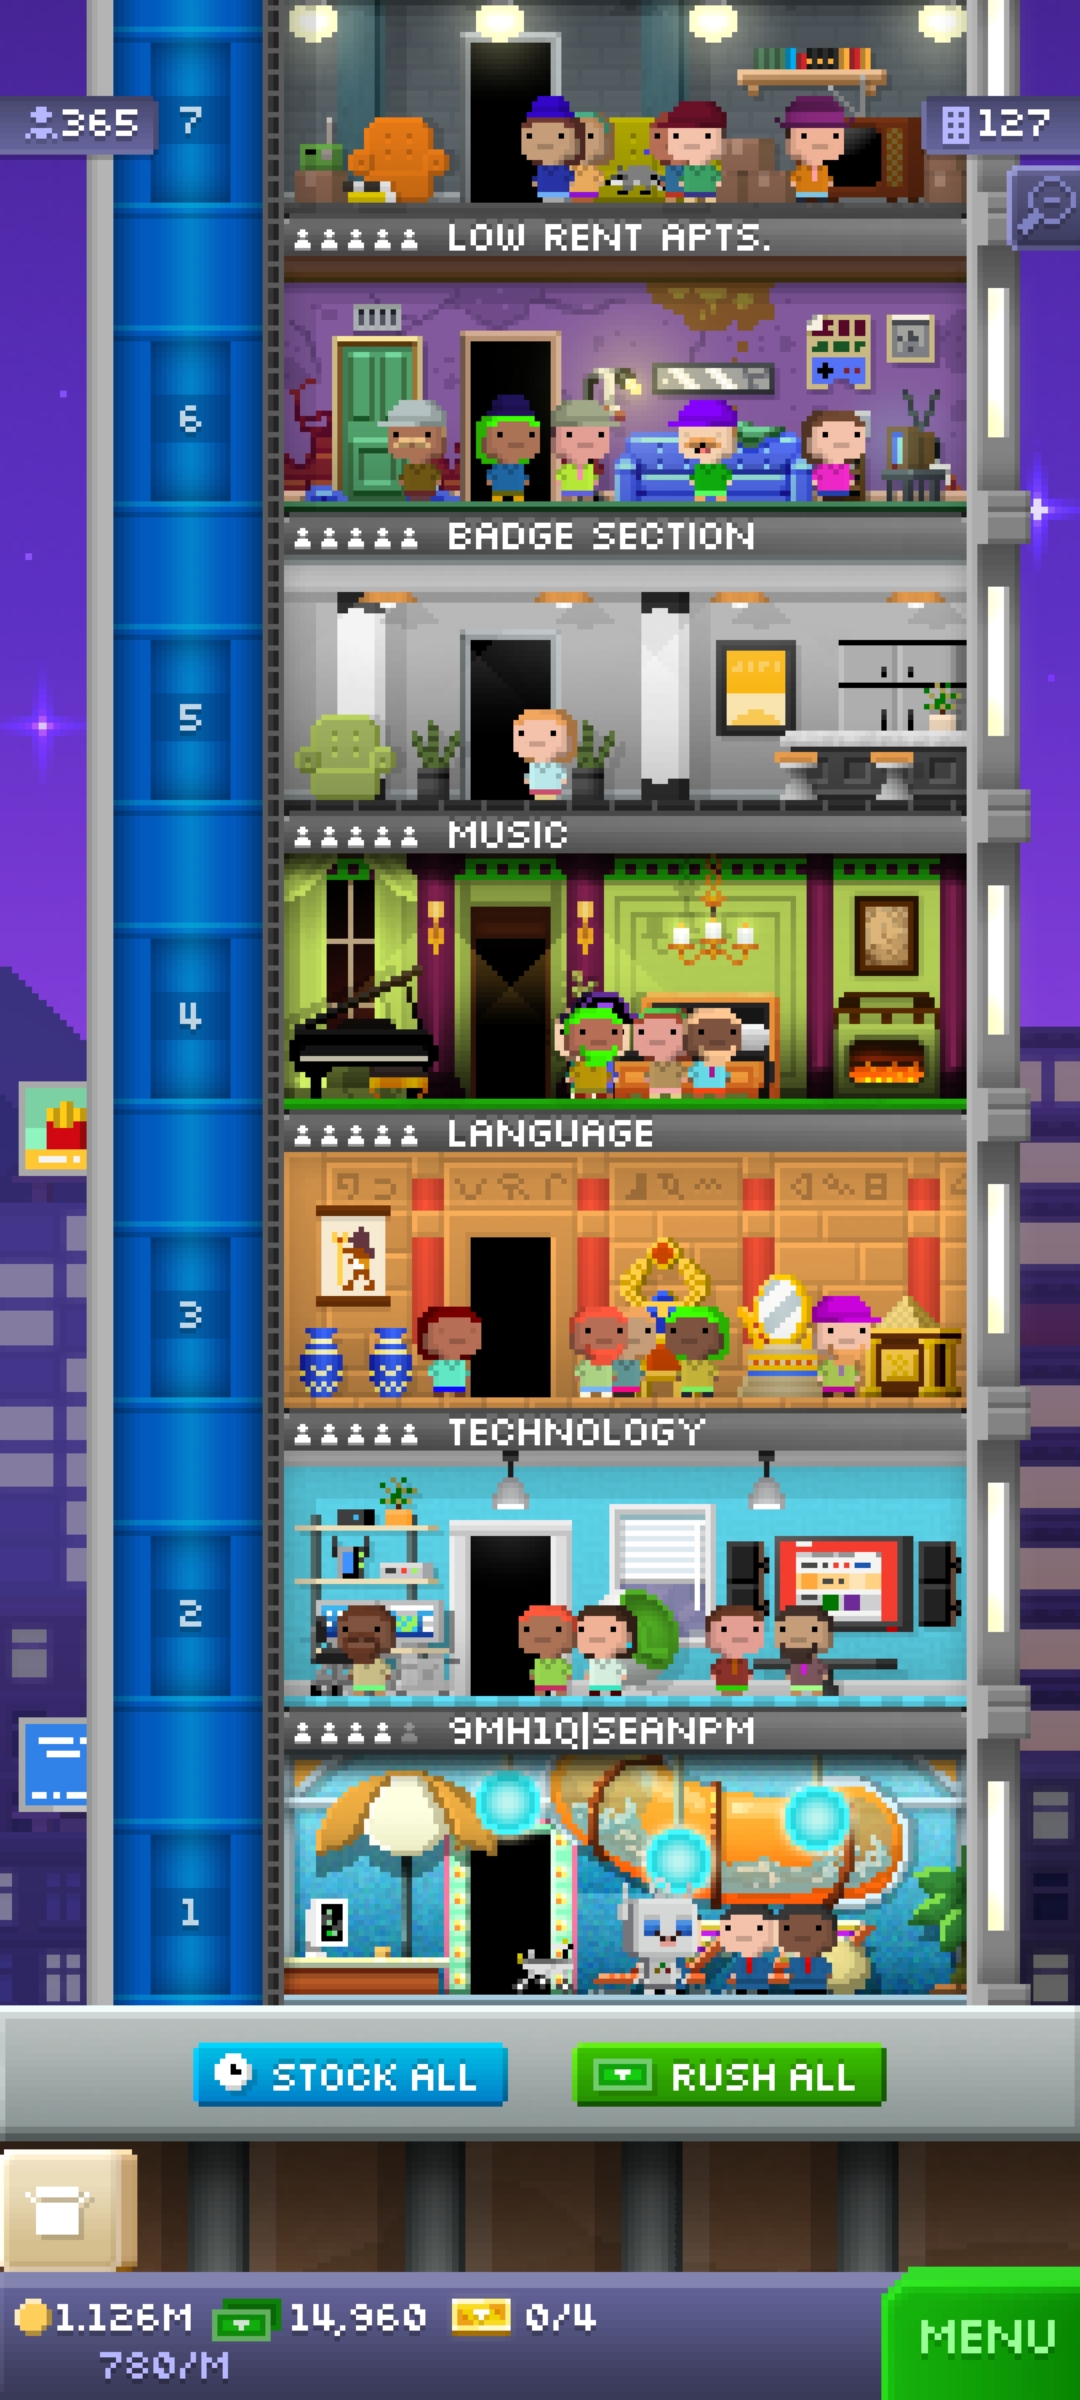 7
365
127
LOW RENT APTS.
6
BADGE SECTION
5
MUSIC
4
LANGUAGE
3
TECHNOLOGY
2
9MH1Q|SEANPM
1
STOCK ALL
RUSH ALL
1.126M
14,960
0/4
780/M
MENU